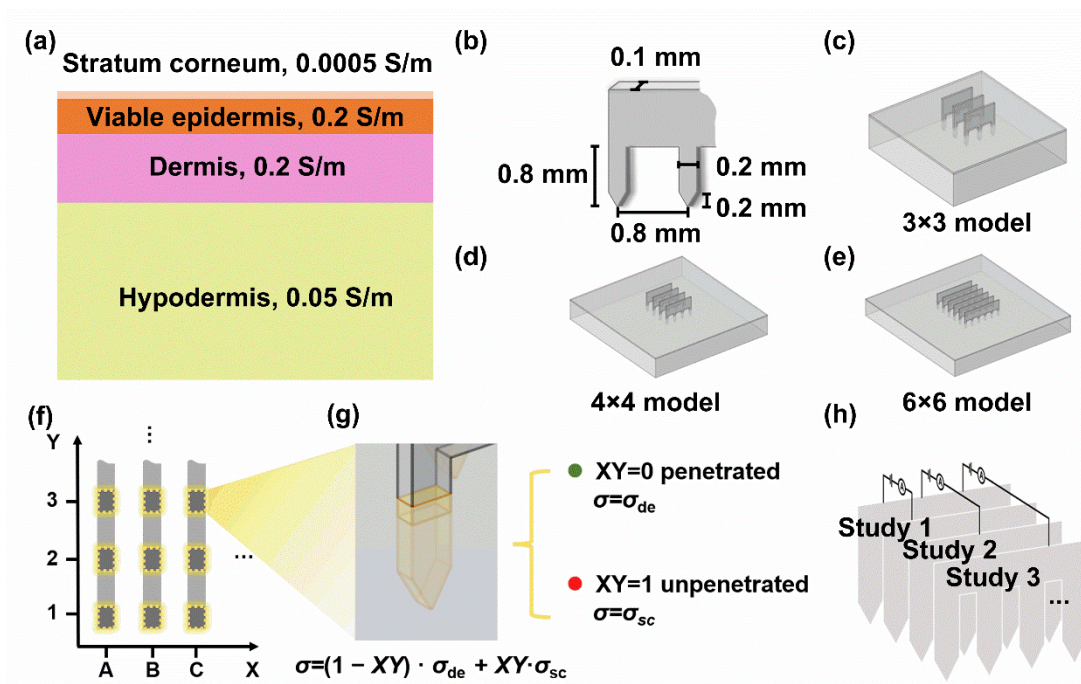 (a)
Stratum corneum, 0.0005 S/m
Viable epidermis, 0.2 S/m
Dermis, 0.2 S/m
Hypodermis, 0.05 S/m
(b)
0.1 mm
0.8 mm
0.2 mm
0.2 mm
0.8 mm
(c)
3×3 model
(d)
4×4 model
(e)
6×6 model
(f)
Y
...
3
2
1
...
A
B
C
X
(g)
XY=0 penetrated
σ=σde
XY=1 unpenetrated
σ=σsc
σ=(1 − XY) · σde + XY·σsc
(h)
A
A
A
Study 1
Study 2
Study 3
...